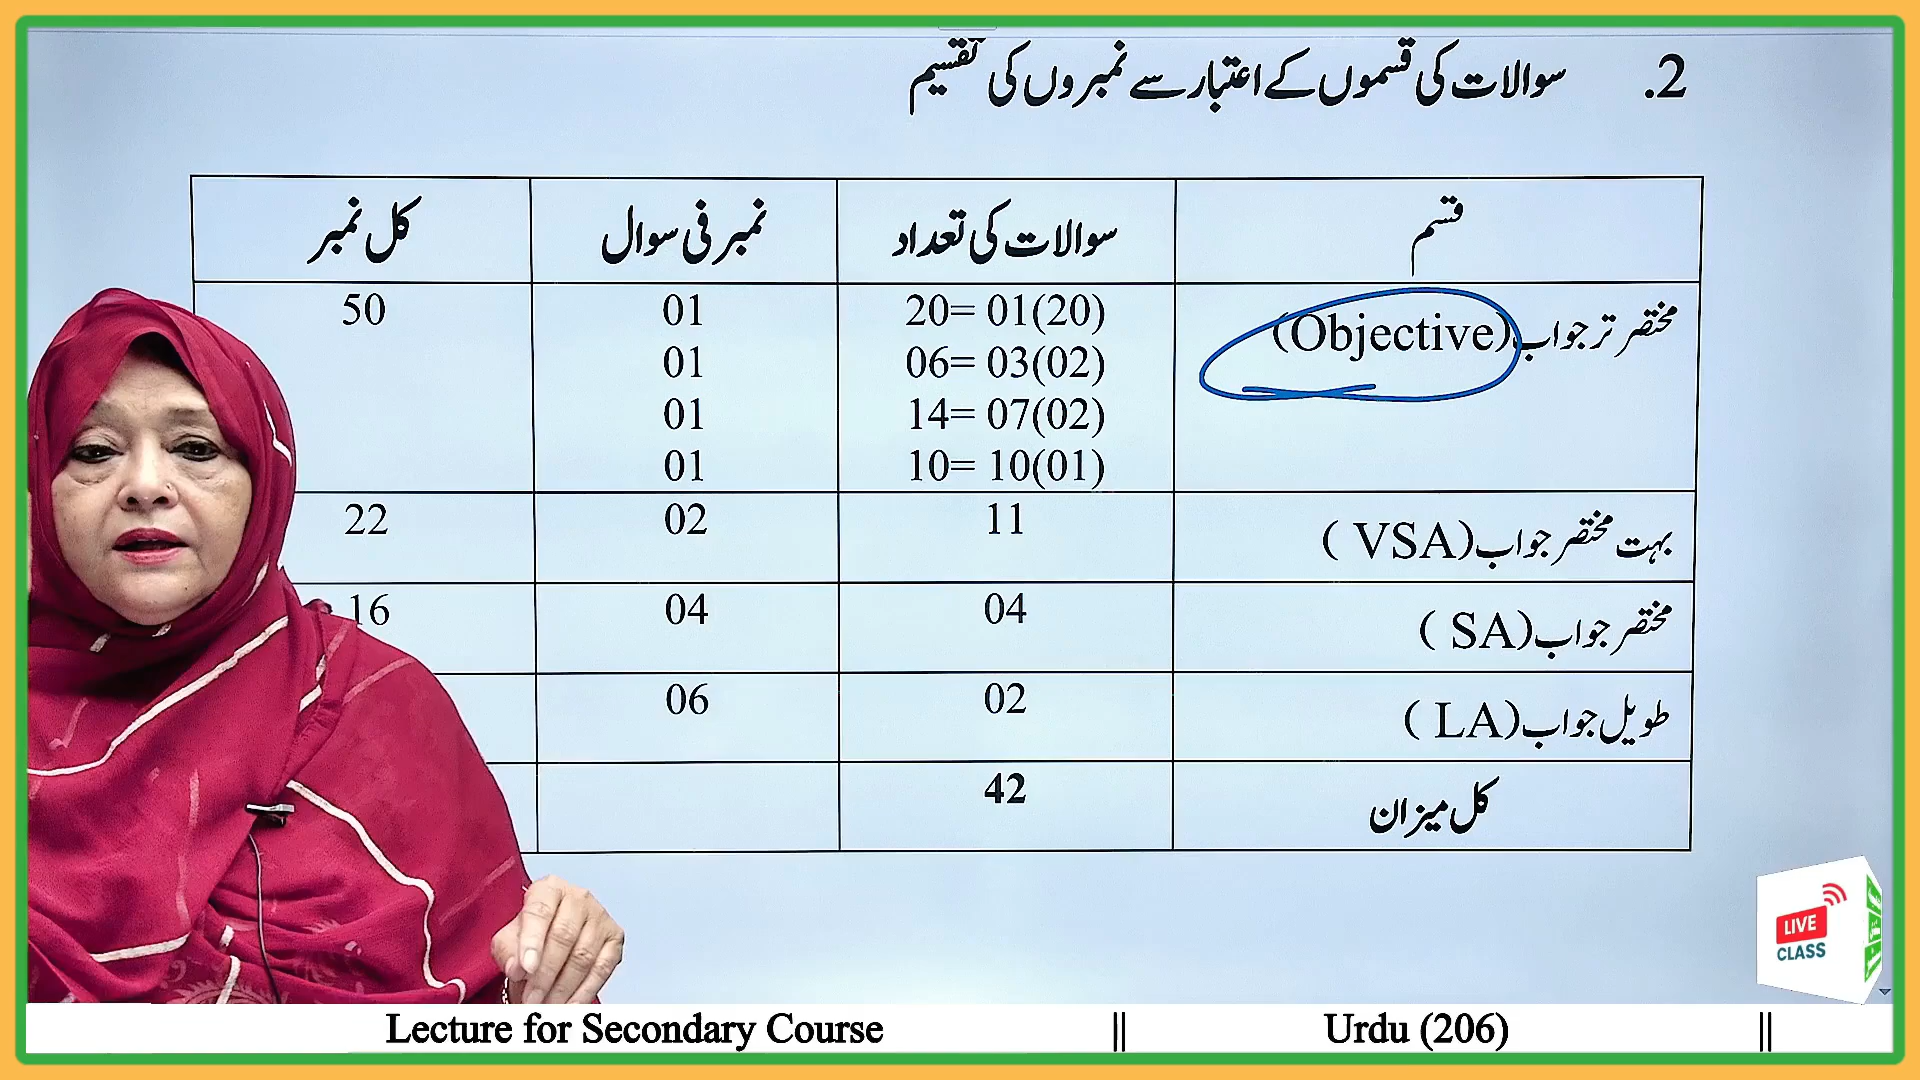 2. سوالات کی قسموں کے اعتبار سے نمبروں کی تقسیم
قسم سوالات کی تعداد نمبر فی سوال کل نمبر
مختصر تر جواب (Objective) 20= 01(20) 01 50
06= 03(02) 01
14= 07(02) 01
10= 10(01) 01
بہت مختصر جواب (VSA ) 11 02 22
مختصر جواب (SA ) 04 04 16
طویل جواب (LA ) 02 06
کل میزان 42
LIVE
CLASS
Lecture for Secondary Course || Urdu (206) ||